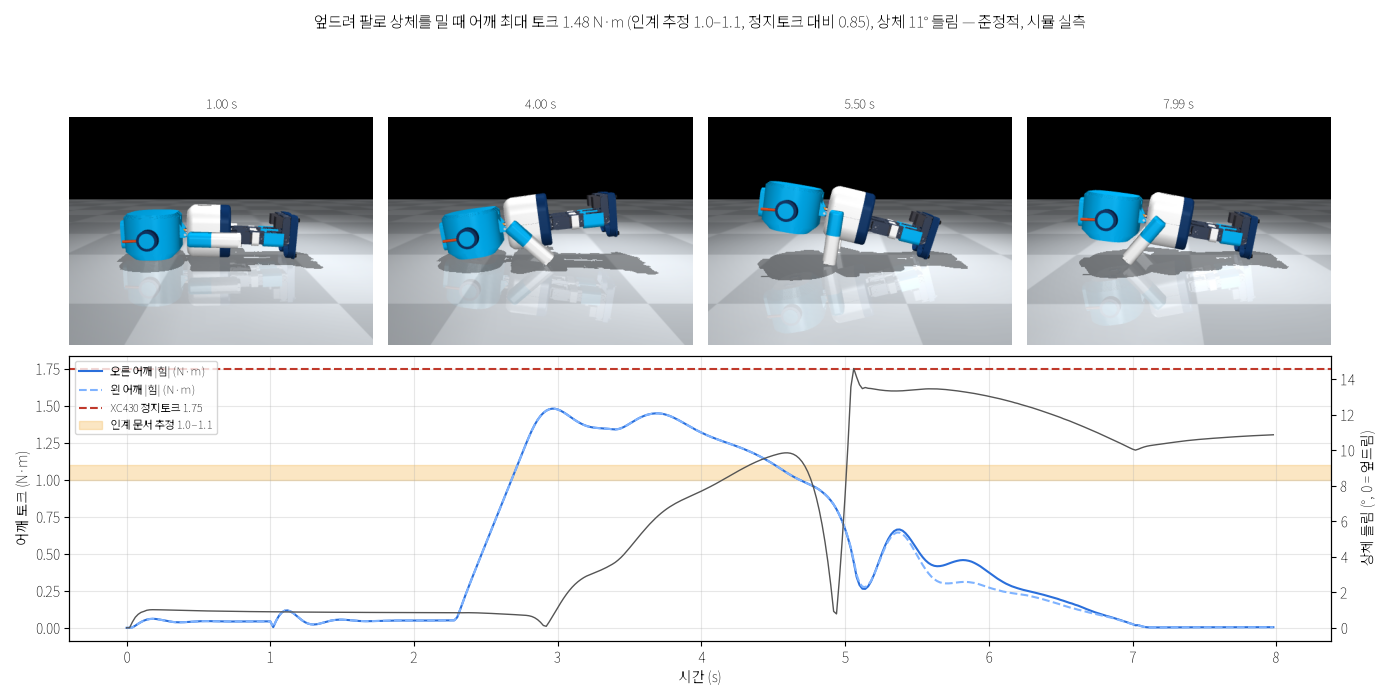 엎드려 팔로 상체를 밀 때 어깨 최대 토크 1.48 N·m (인계 추정 1.0–1.1, 정지토크 대비 0.85), 상체 11° 들림 — 준정적, 시뮬 실측
1.00 s
4.00 s
5.50 s
7.99 s
오른 어깨 |힘| (N·m)
왼 어깨 |힘| (N·m)
XC430 정지토크 1.75
인계 문서 추정 1.0–1.1
어깨 토크 (N·m)
1.75
1.50
1.25
1.00
0.75
0.50
0.25
0.00
14
12
10
8
6
4
2
0
상체 들림 (°, 0 = 엎드림)
0 1 2 3 4 5 6 7 8
시간 (s)